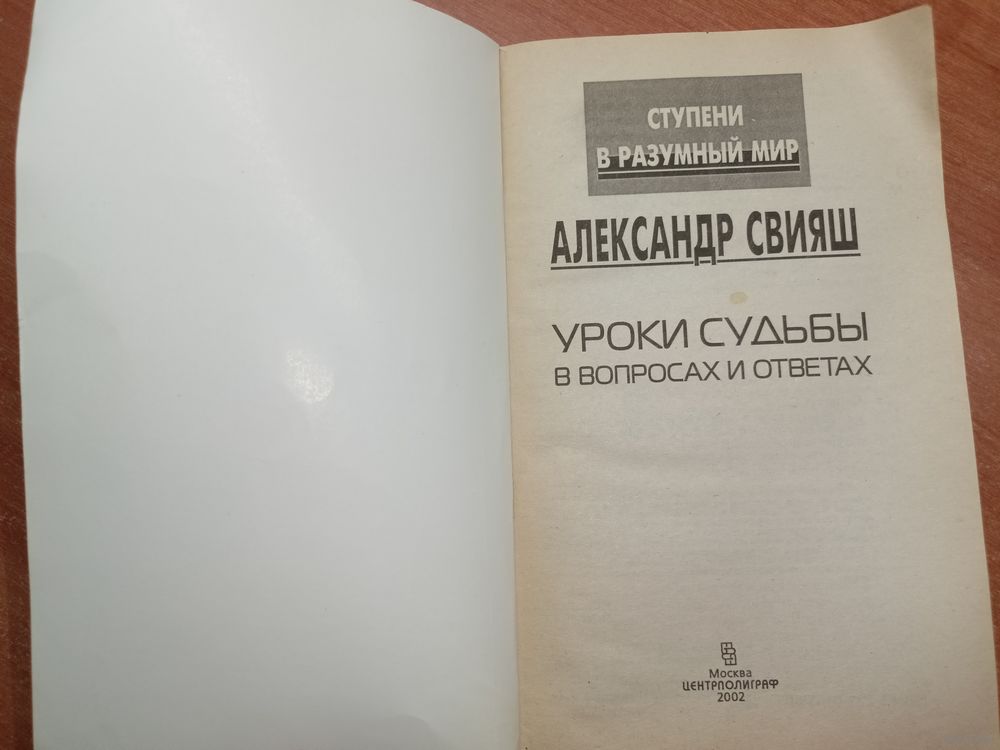 СТУПЕНИ
В РАЗУМНЫЙ МИР
АЛЕКСАНДР СВИЯШ
УРОКИ СУДЬБЫ
В ВОПРОСАХ И ОТВЕТАХ
Москва
ЦЕНТРПОЛИГРАФ
2002